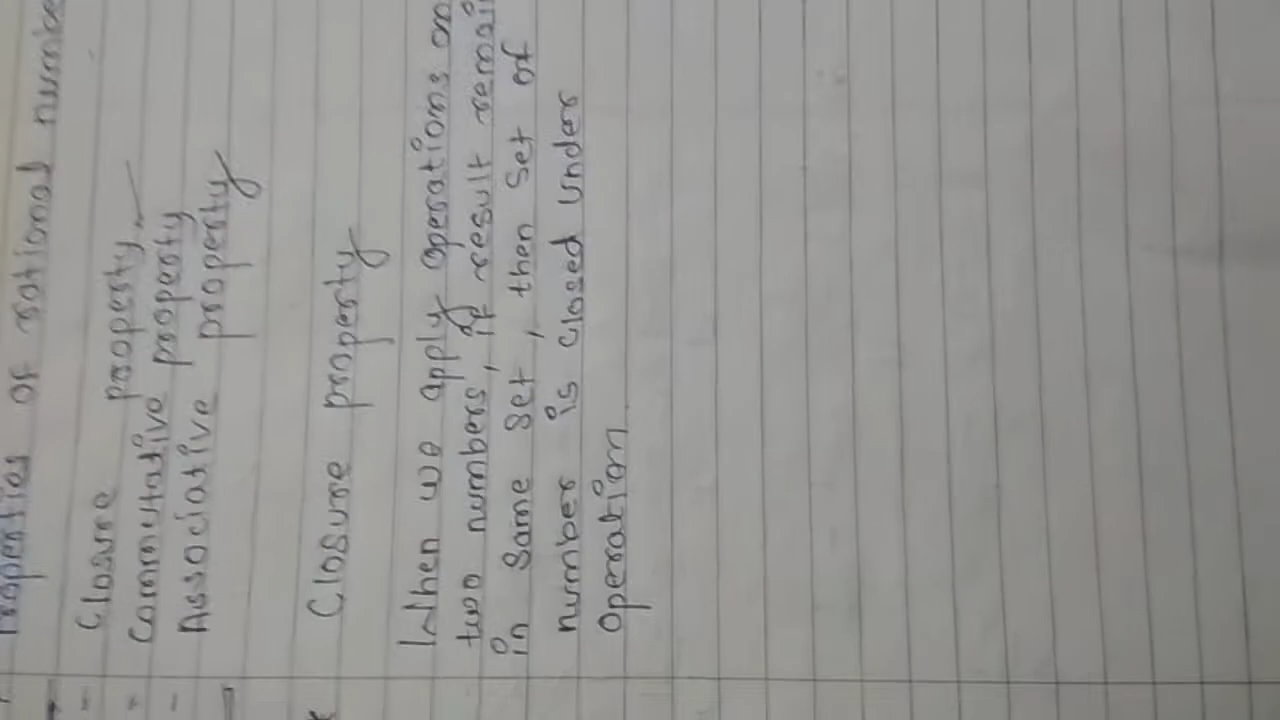 Properties of rational number
- Closure property
- Commutative property
- Associative property
Closure property
When we apply operations on
two numbers, if result remai
in same set, then set of
number is closed under
operation